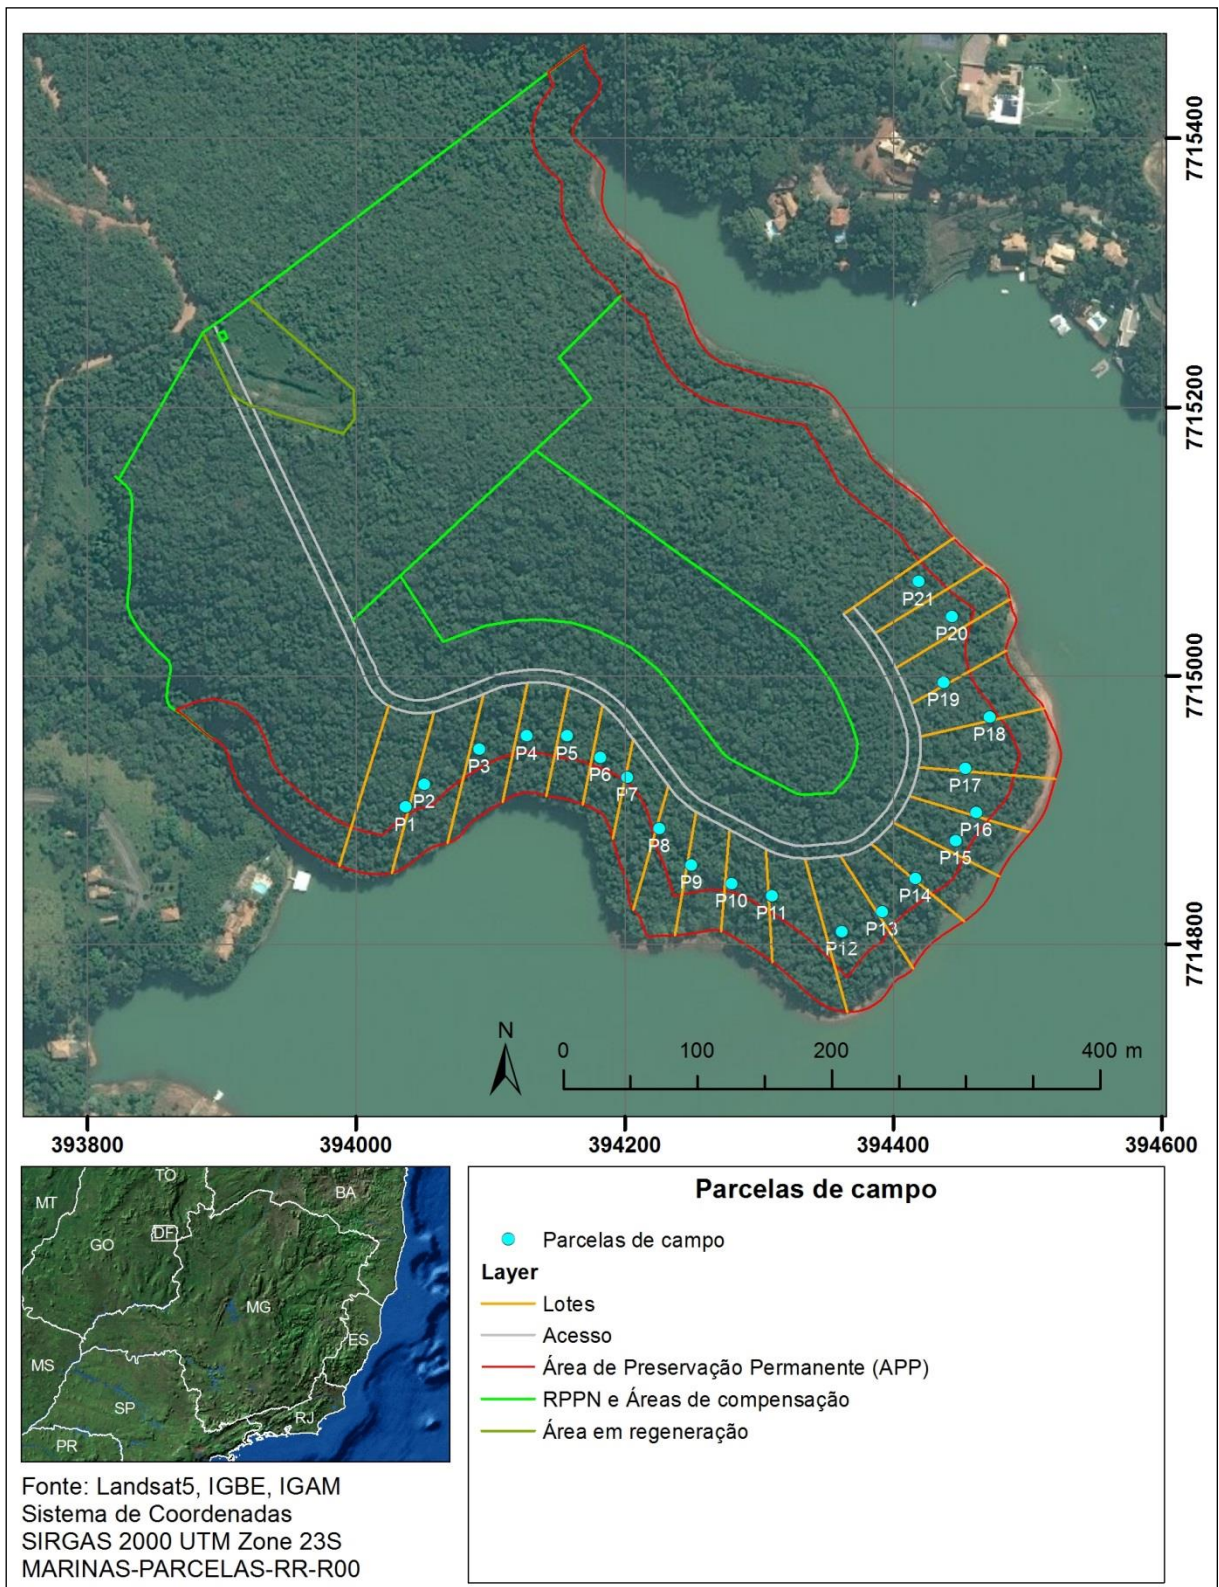 7715400
7715200
7715000
7714800
P21
P20
P19
P18
P17
P16
P15
P14
P13
P12
P11
P10
P9
P8
P7
P6
P5
P4
P3
P2
P1
N
0 100 200 400 m
393800 394000 394200 394400 394600
MT
TO
BA
GO
DF
MG
ES
MS
SP
RJ
PR
Fonte: Landsat5, IGBE, IGAM
Sistema de Coordenadas
SIRGAS 2000 UTM Zone 23S
MARINAS-PARCELAS-RR-R00
Parcelas de campo
Parcelas de campo
Layer
Lotes
Acesso
Área de Preservação Permanente (APP)
RPPN e Áreas de compensação
Área em regeneração